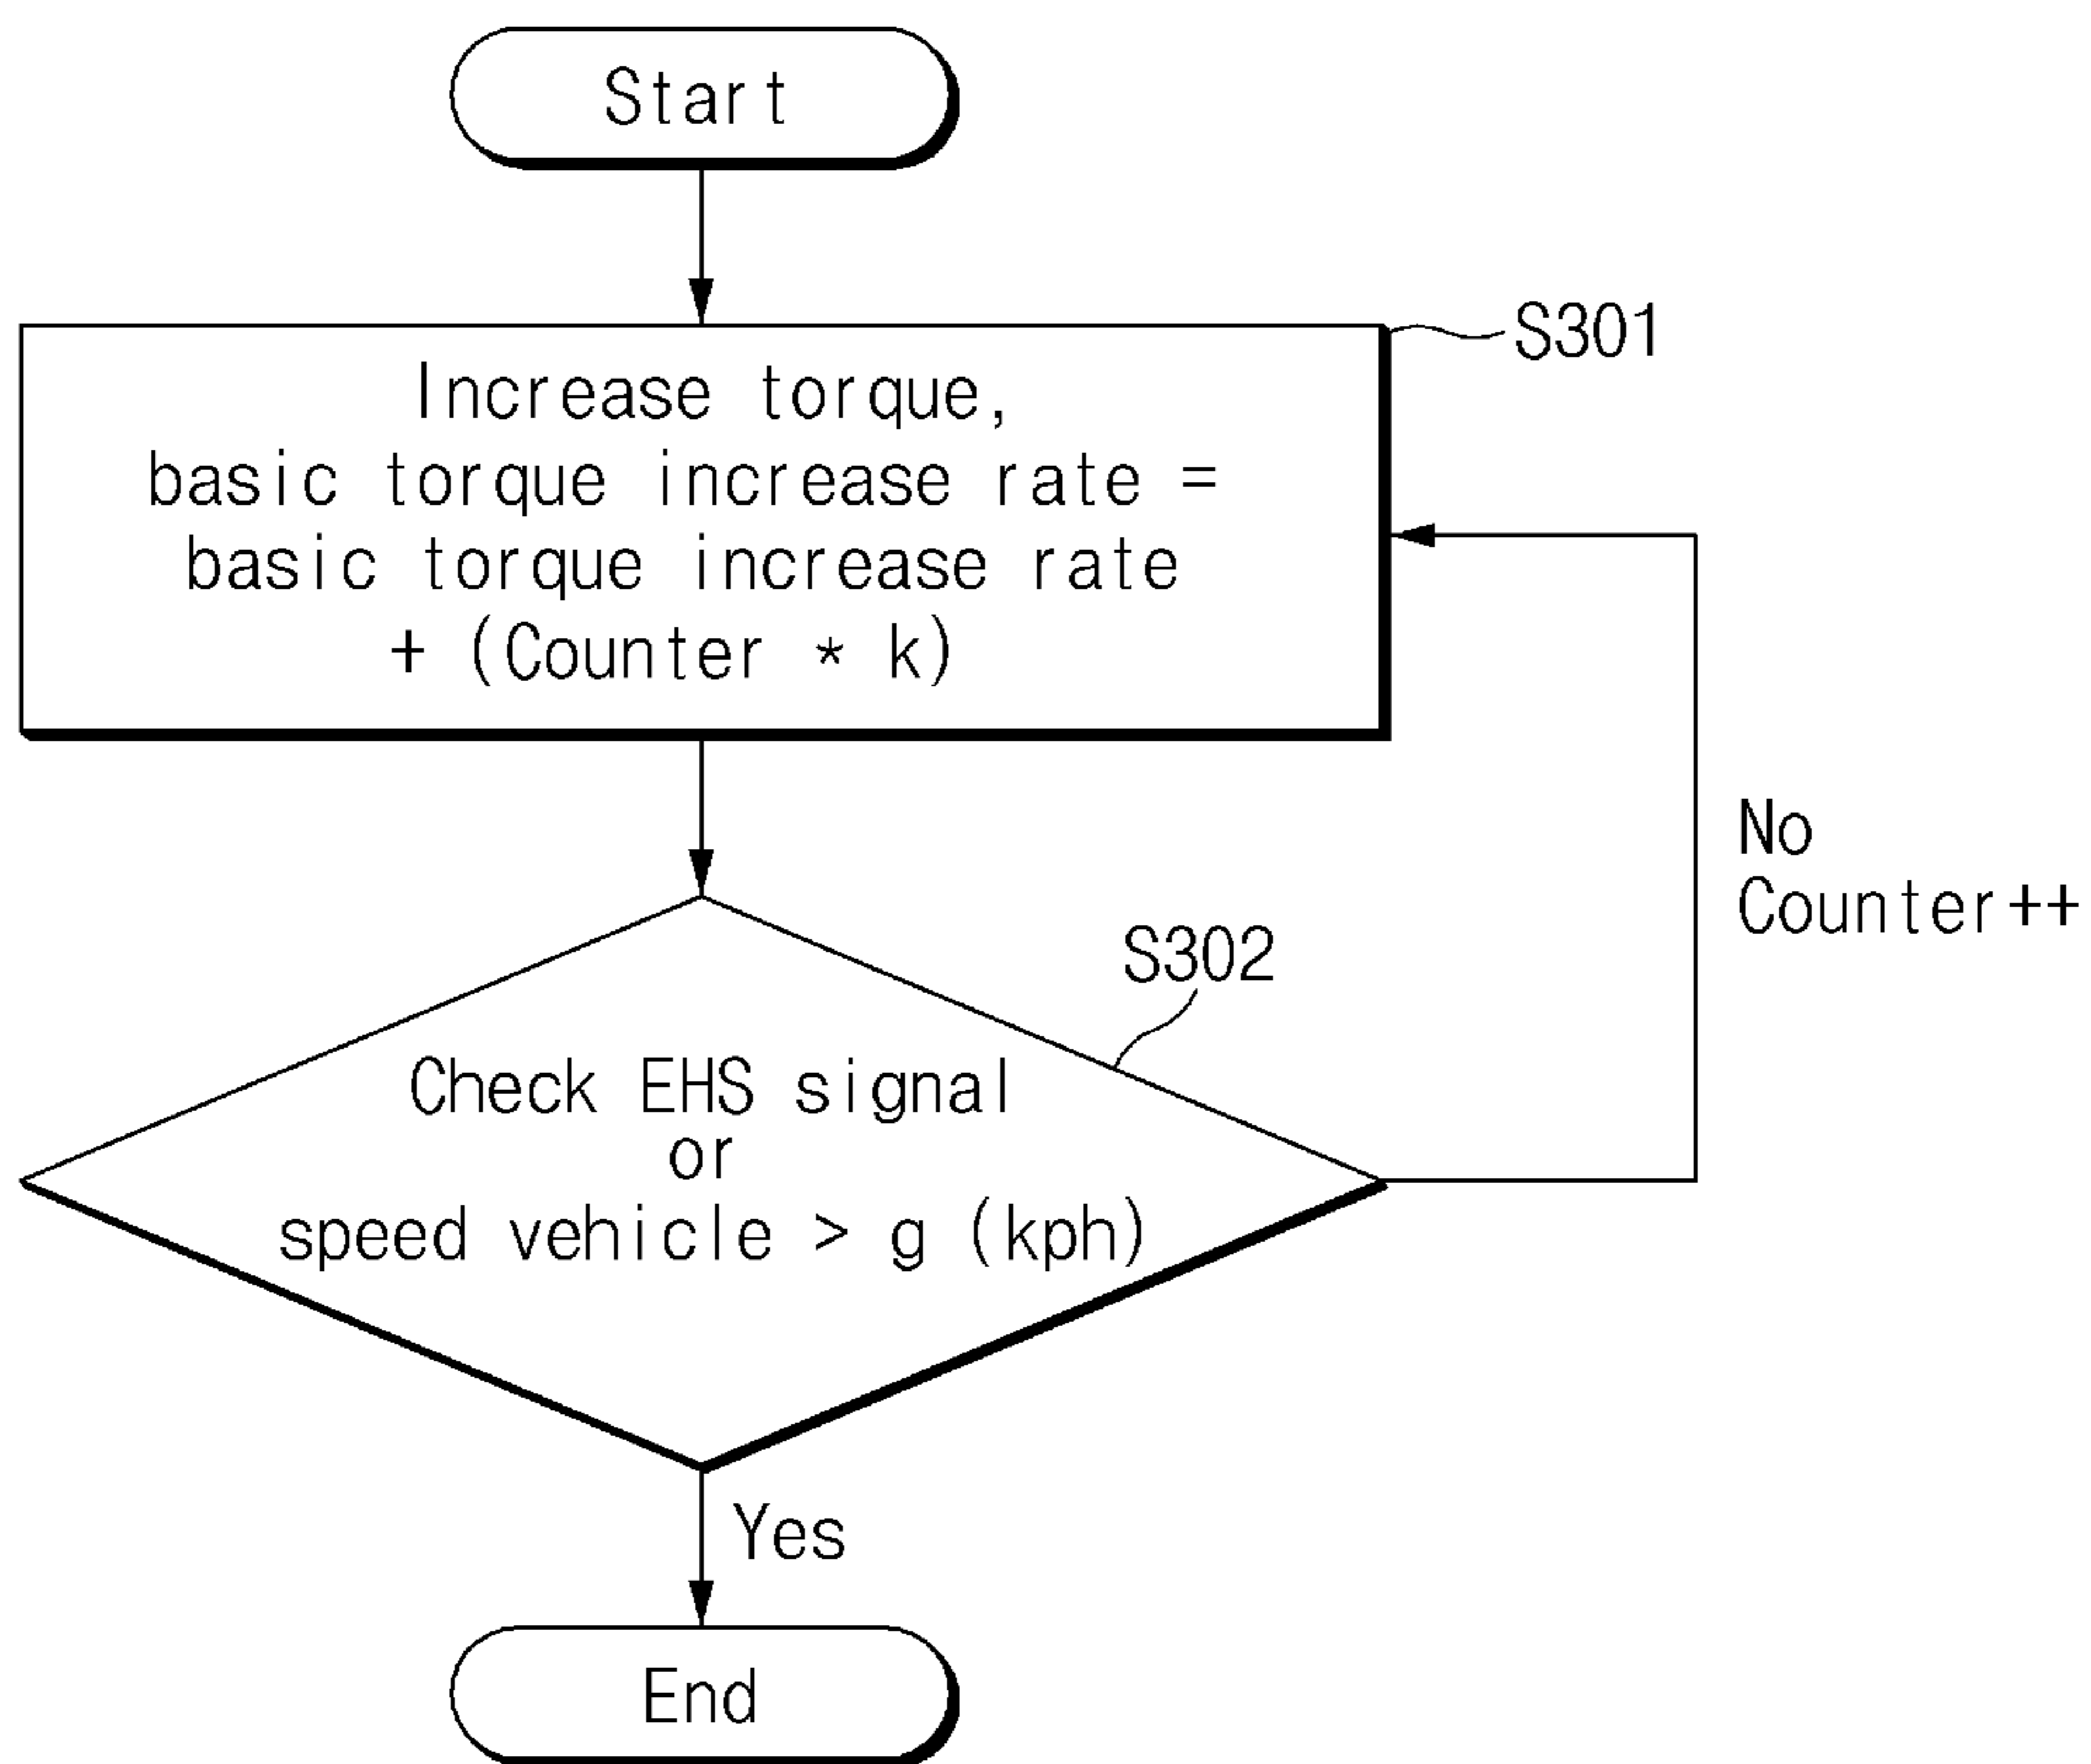 Start
S301
Increase torque,
basic torque increase rate =
basic torque increase rate
+ (Counter * k)
No
Counter++
S302
Check EHS signal
or
speed vehicle > g (kph)
Yes
End